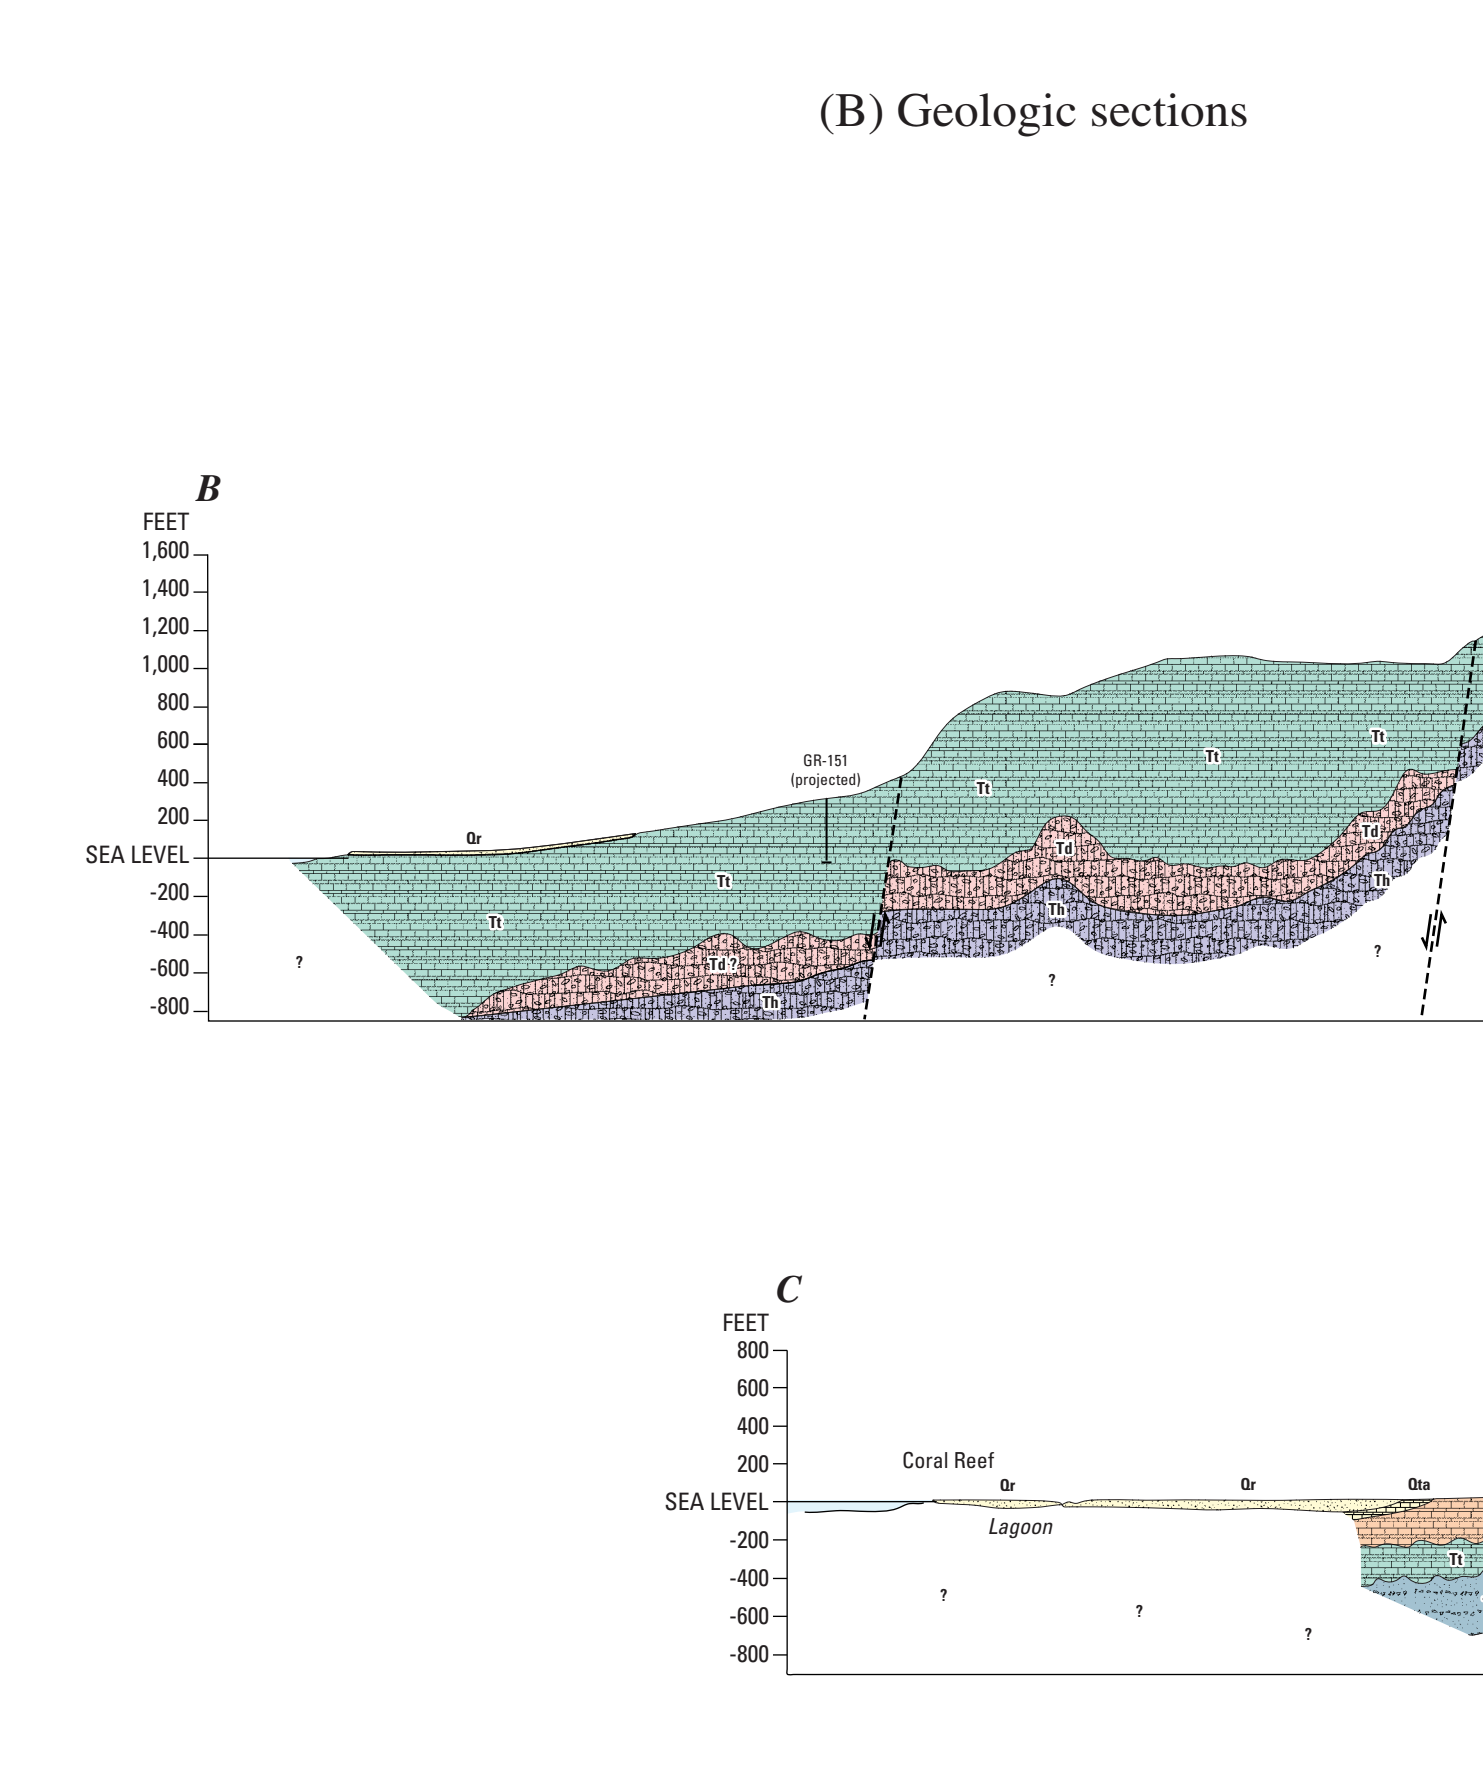 (B) Geologic sections
B
FEET
1,600
1,400
1,200
1,000
800
600
400
200
SEA LEVEL
-200
-400
-600
-800
GR-151
(projected)
Qr
Tt
Tt
Tt
Tt
Tt
Td
Td
Td ?
Th
Th
Th
?
?
?
C
FEET
800
600
400
200
SEA LEVEL
-200
-400
-600
-800
Coral Reef
Qr
Qr
Qta
Lagoon
Tt
?
?
?